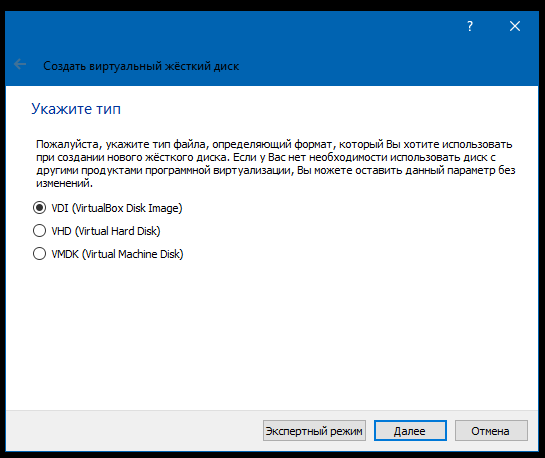 ?
Создать виртуальный жёсткий диск
Укажите тип
Пожалуйста, укажите тип файла, определяющий формат, который Вы хотите использовать
при создании нового жёсткого диска. Если у Вас нет необходимости использовать диск с
другими продуктами программной виртуализации, Вы можете оставить данный параметр без
изменений.
VDI (VirtualBox Disk Image)
VHD (Virtual Hard Disk)
VMDK (Virtual Machine Disk)
Экспертный режим Далее Отмена